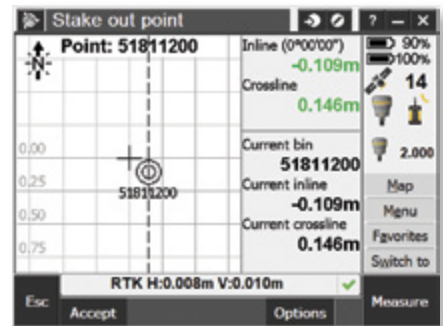 Stake out point
? – ×
Point: 51811200
N
0.00
0.25
0.50
0.75
51811200
Inline (0°00'00")
-0.109m
Crossline
0.146m
Current bin
51811200
Current inline
-0.109m
Current crossline
0.146m
90%
100%
14
2.000
Map
Menu
Favorites
Switch to
RTK H:0.008m V:0.010m
Esc
Accept
Options
Measure